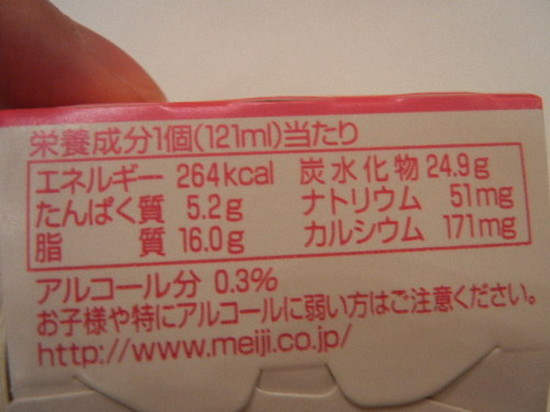 栄養成分1個(121ml)当たり
エネルギー 264kcal 炭水化物 24.9g
たんぱく質 5.2g ナトリウム 51mg
脂質 16.0g カルシウム 171mg
アルコール分 0.3%
お子様や特にアルコールに弱い方はご注意ください。
http://www.meiji.co.jp/